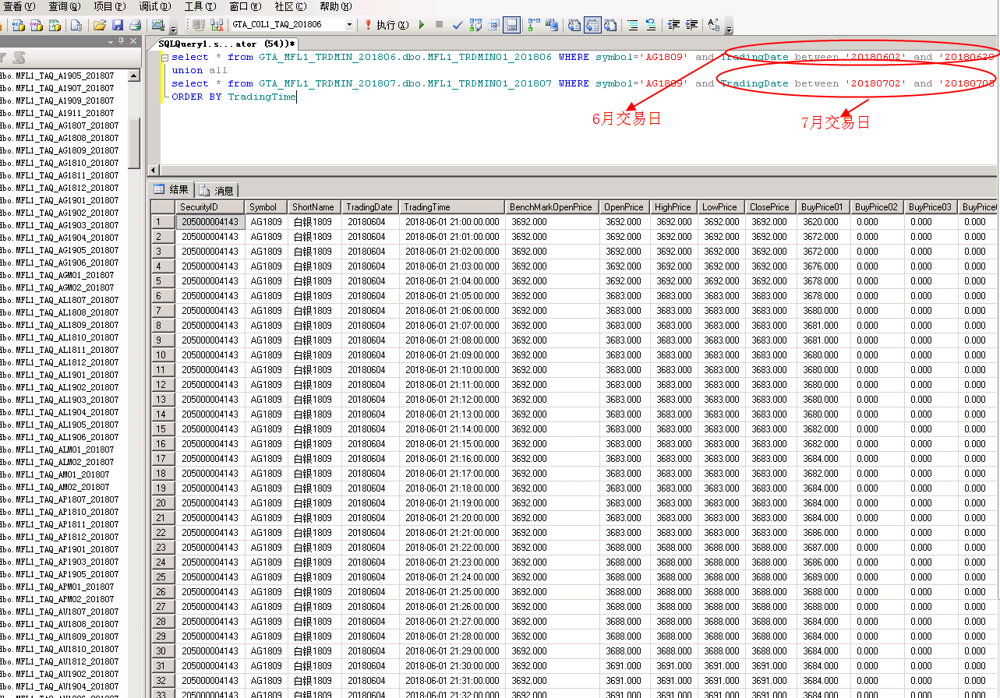 查看(V) 查询(Q) 项目(P) 调试(D) 工具(T) 窗口(W) 社区(C) 帮助(H)
GTA_COL1_TAQ_201806 执行(X)
SQLQuery1.s...ator (54))*
select * from GTA_MFL1_TRDMIN_201806.dbo.MFL1_TRDMIN01_201806 WHERE symbol='AG1809' and TradingDate between '20180602' and '20180629
union all
select * from GTA_MFL1_TRDMIN_201807.dbo.MFL1_TRDMIN01_201807 WHERE symbol='AG1809' and TradingDate between '20180702' and '20180705
ORDER BY TradingTime
6月交易日
7月交易日
dbo.MFL1_TAQ_A1905_201807
dbo.MFL1_TAQ_A1907_201807
dbo.MFL1_TAQ_A1909_201807
dbo.MFL1_TAQ_A1911_201807
dbo.MFL1_TAQ_AG1807_201807
dbo.MFL1_TAQ_AG1808_201807
dbo.MFL1_TAQ_AG1809_201807
dbo.MFL1_TAQ_AG1810_201807
dbo.MFL1_TAQ_AG1811_201807
dbo.MFL1_TAQ_AG1812_201807
dbo.MFL1_TAQ_AG1901_201807
dbo.MFL1_TAQ_AG1902_201807
dbo.MFL1_TAQ_AG1903_201807
dbo.MFL1_TAQ_AG1904_201807
dbo.MFL1_TAQ_AG1905_201807
dbo.MFL1_TAQ_AG1906_201807
dbo.MFL1_TAQ_AGM01_201807
dbo.MFL1_TAQ_AGM02_201807
dbo.MFL1_TAQ_AL1807_201807
dbo.MFL1_TAQ_AL1808_201807
dbo.MFL1_TAQ_AL1809_201807
dbo.MFL1_TAQ_AL1810_201807
dbo.MFL1_TAQ_AL1811_201807
dbo.MFL1_TAQ_AL1812_201807
dbo.MFL1_TAQ_AL1901_201807
dbo.MFL1_TAQ_AL1902_201807
dbo.MFL1_TAQ_AL1903_201807
dbo.MFL1_TAQ_AL1904_201807
dbo.MFL1_TAQ_AL1905_201807
dbo.MFL1_TAQ_AL1906_201807
dbo.MFL1_TAQ_ALM01_201807
dbo.MFL1_TAQ_ALM02_201807
dbo.MFL1_TAQ_AM01_201807
dbo.MFL1_TAQ_AM02_201807
dbo.MFL1_TAQ_AP1807_201807
dbo.MFL1_TAQ_AP1810_201807
dbo.MFL1_TAQ_AP1811_201807
dbo.MFL1_TAQ_AP1812_201807
dbo.MFL1_TAQ_AP1901_201807
dbo.MFL1_TAQ_AP1903_201807
dbo.MFL1_TAQ_AP1905_201807
dbo.MFL1_TAQ_APM01_201807
dbo.MFL1_TAQ_APM02_201807
dbo.MFL1_TAQ_AU1807_201807
dbo.MFL1_TAQ_AU1808_201807
dbo.MFL1_TAQ_AU1809_201807
dbo.MFL1_TAQ_AU1810_201807
dbo.MFL1_TAQ_AU1812_201807
dbo.MFL1_TAQ_AU1902_201807
dbo.MFL1_TAQ_AU1904_201807
结果 消息
SecurityID Symbol ShortName TradingDate TradingTime BenchMarkOpenPrice OpenPrice HighPrice LowPrice ClosePrice BuyPrice01 BuyPrice02 BuyPrice03 BuyPrice
1 205000004143 AG1809 白银1809 20180604 2018-06-01 21:00:00.000 3692.000 3692.000 3692.000 3692.000 3692.000 3620.000 0.000 0.000 0.000
2 205000004143 AG1809 白银1809 20180604 2018-06-01 21:01:00.000 3692.000 3692.000 3692.000 3692.000 3692.000 3672.000 0.000 0.000 0.000
3 205000004143 AG1809 白银1809 20180604 2018-06-01 21:02:00.000 3692.000 3692.000 3692.000 3692.000 3692.000 3672.000 0.000 0.000 0.000
4 205000004143 AG1809 白银1809 20180604 2018-06-01 21:03:00.000 3692.000 3692.000 3692.000 3692.000 3692.000 3676.000 0.000 0.000 0.000
5 205000004143 AG1809 白银1809 20180604 2018-06-01 21:04:00.000 3692.000 3692.000 3692.000 3692.000 3692.000 3678.000 0.000 0.000 0.000
6 205000004143 AG1809 白银1809 20180604 2018-06-01 21:05:00.000 3692.000 3683.000 3683.000 3683.000 3683.000 3678.000 0.000 0.000 0.000
7 205000004143 AG1809 白银1809 20180604 2018-06-01 21:06:00.000 3692.000 3683.000 3683.000 3683.000 3683.000 3680.000 0.000 0.000 0.000
8 205000004143 AG1809 白银1809 20180604 2018-06-01 21:07:00.000 3692.000 3683.000 3683.000 3683.000 3683.000 3681.000 0.000 0.000 0.000
9 205000004143 AG1809 白银1809 20180604 2018-06-01 21:08:00.000 3692.000 3683.000 3683.000 3683.000 3683.000 3681.000 0.000 0.000 0.000
10 205000004143 AG1809 白银1809 20180604 2018-06-01 21:09:00.000 3692.000 3683.000 3683.000 3683.000 3683.000 3680.000 0.000 0.000 0.000
11 205000004143 AG1809 白银1809 20180604 2018-06-01 21:10:00.000 3692.000 3683.000 3683.000 3683.000 3683.000 3680.000 0.000 0.000 0.000
12 205000004143 AG1809 白银1809 20180604 2018-06-01 21:11:00.000 3692.000 3683.000 3683.000 3683.000 3683.000 3680.000 0.000 0.000 0.000
13 205000004143 AG1809 白银1809 20180604 2018-06-01 21:12:00.000 3692.000 3683.000 3683.000 3683.000 3683.000 3680.000 0.000 0.000 0.000
14 205000004143 AG1809 白银1809 20180604 2018-06-01 21:13:00.000 3692.000 3683.000 3683.000 3683.000 3683.000 3680.000 0.000 0.000 0.000
15 205000004143 AG1809 白银1809 20180604 2018-06-01 21:14:00.000 3692.000 3683.000 3683.000 3683.000 3683.000 3682.000 0.000 0.000 0.000
16 205000004143 AG1809 白银1809 20180604 2018-06-01 21:15:00.000 3692.000 3683.000 3683.000 3683.000 3683.000 3682.000 0.000 0.000 0.000
17 205000004143 AG1809 白银1809 20180604 2018-06-01 21:16:00.000 3692.000 3683.000 3683.000 3683.000 3683.000 3684.000 0.000 0.000 0.000
18 205000004143 AG1809 白银1809 20180604 2018-06-01 21:17:00.000 3692.000 3683.000 3683.000 3683.000 3683.000 3682.000 0.000 0.000 0.000
19 205000004143 AG1809 白银1809 20180604 2018-06-01 21:18:00.000 3692.000 3683.000 3683.000 3683.000 3683.000 3684.000 0.000 0.000 0.000
20 205000004143 AG1809 白银1809 20180604 2018-06-01 21:19:00.000 3692.000 3683.000 3683.000 3683.000 3683.000 3684.000 0.000 0.000 0.000
21 205000004143 AG1809 白银1809 20180604 2018-06-01 21:20:00.000 3692.000 3683.000 3683.000 3683.000 3683.000 3684.000 0.000 0.000 0.000
22 205000004143 AG1809 白银1809 20180604 2018-06-01 21:21:00.000 3692.000 3683.000 3683.000 3683.000 3683.000 3686.000 0.000 0.000 0.000
23 205000004143 AG1809 白银1809 20180604 2018-06-01 21:22:00.000 3692.000 3688.000 3688.000 3688.000 3688.000 3687.000 0.000 0.000 0.000
24 205000004143 AG1809 白银1809 20180604 2018-06-01 21:23:00.000 3692.000 3688.000 3688.000 3688.000 3688.000 3686.000 0.000 0.000 0.000
25 205000004143 AG1809 白银1809 20180604 2018-06-01 21:24:00.000 3692.000 3688.000 3688.000 3688.000 3688.000 3689.000 0.000 0.000 0.000
26 205000004143 AG1809 白银1809 20180604 2018-06-01 21:25:00.000 3692.000 3688.000 3688.000 3688.000 3688.000 3688.000 0.000 0.000 0.000
27 205000004143 AG1809 白银1809 20180604 2018-06-01 21:26:00.000 3692.000 3688.000 3688.000 3688.000 3688.000 3688.000 0.000 0.000 0.000
28 205000004143 AG1809 白银1809 20180604 2018-06-01 21:27:00.000 3692.000 3688.000 3688.000 3688.000 3688.000 3684.000 0.000 0.000 0.000
29 205000004143 AG1809 白银1809 20180604 2018-06-01 21:28:00.000 3692.000 3688.000 3688.000 3688.000 3688.000 3684.000 0.000 0.000 0.000
30 205000004143 AG1809 白银1809 20180604 2018-06-01 21:29:00.000 3692.000 3688.000 3688.000 3688.000 3688.000 3684.000 0.000 0.000 0.000
31 205000004143 AG1809 白银1809 20180604 2018-06-01 21:30:00.000 3692.000 3691.000 3691.000 3691.000 3691.000 3684.000 0.000 0.000 0.000
32 205000004143 AG1809 白银1809 20180604 2018-06-01 21:31:00.000 3692.000 3691.000 3691.000 3691.000 3691.000 3684.000 0.000 0.000 0.000
33 205000004143 AG1809 白银1809 20180604 2018-06-01 21:32:00.000 3692.000 3691.000 3691.000 3691.000 3691.000 3684.000 0.000 0.000 0.000